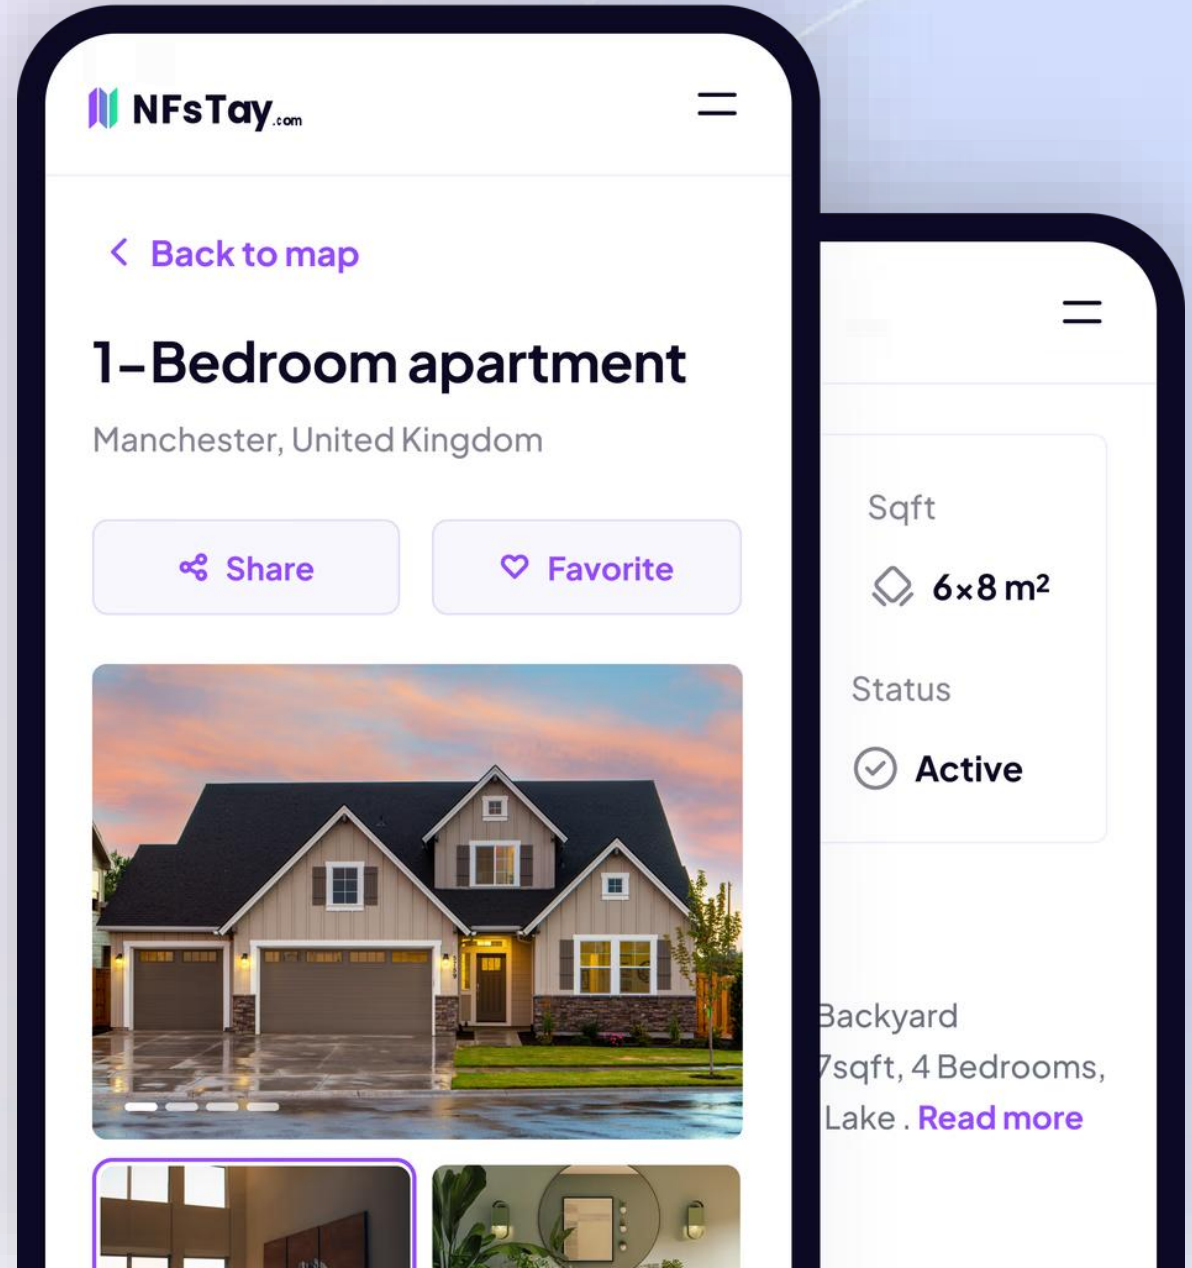 NFsTay.com
Back to map
1-Bedroom apartment
Manchester, United Kingdom
Share
Favorite
Sqft
6×8 m²
Status
Active
Backyard
7sqft, 4 Bedrooms,
Lake . Read more